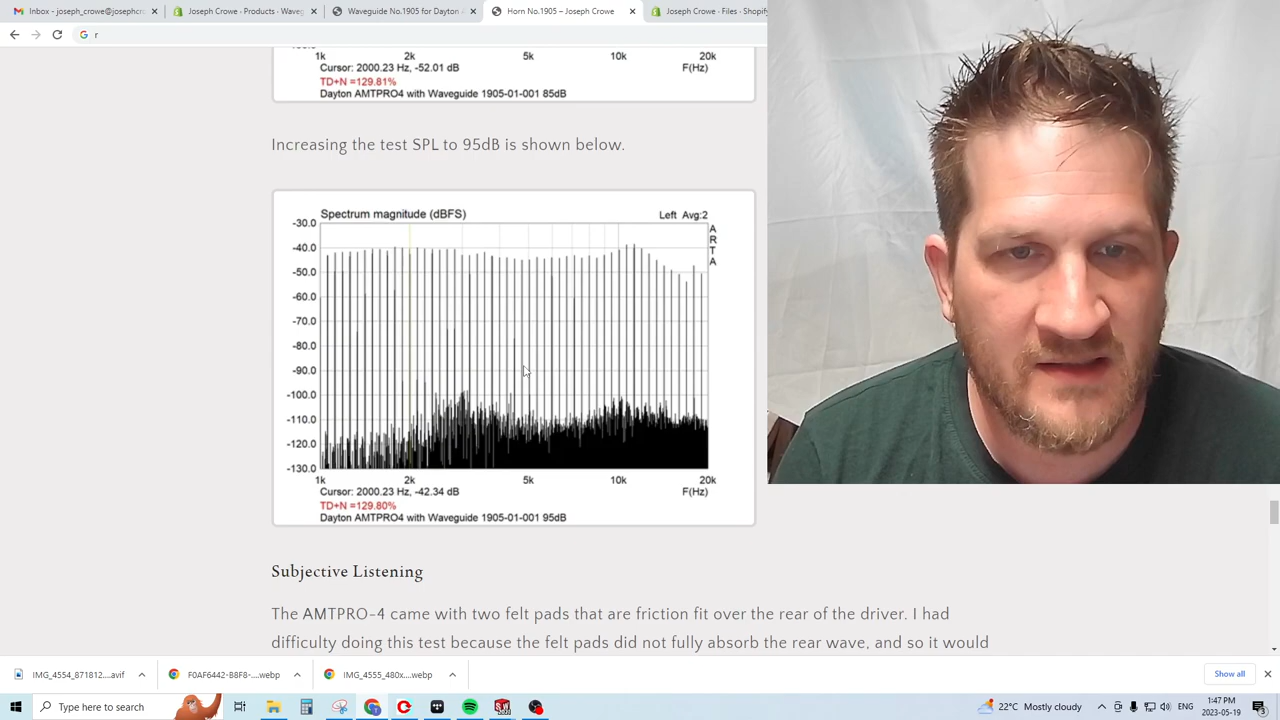 Inbox - joseph_crowe@josephcr
Joseph Crowe - Products - Waveg
Waveguide No.1905 for Dayton A
Horn No.1905 – Joseph Crowe
Joseph Crowe - Files - Shopify
r
1k 2k 5k 10k 20k
Cursor: 2000.23 Hz, -52.01 dB F(Hz)
TD+N =129.81%
Dayton AMTPRO4 with Waveguide 1905-01-001 85dB
Increasing the test SPL to 95dB is shown below.
Spectrum magnitude (dBFS) Left Avg:2
-30.0
-40.0
-50.0
-60.0
-70.0
-80.0
-90.0
-100.0
-110.0
-120.0
-130.0
A
R
T
A
1k 2k 5k 10k 20k
Cursor: 2000.23 Hz, -42.34 dB F(Hz)
TD+N =129.80%
Dayton AMTPRO4 with Waveguide 1905-01-001 95dB
Subjective Listening
The AMTPRO-4 came with two felt pads that are friction fit over the rear of the driver. I had
difficulty doing this test because the felt pads did not fully absorb the rear wave, and so it would
IMG_4554_871812....avif
F0AF6442-B8F8-....webp
IMG_4555_480x....webp
Show all
Type here to search
22°C Mostly cloudy
1:47 PM
2023-05-19